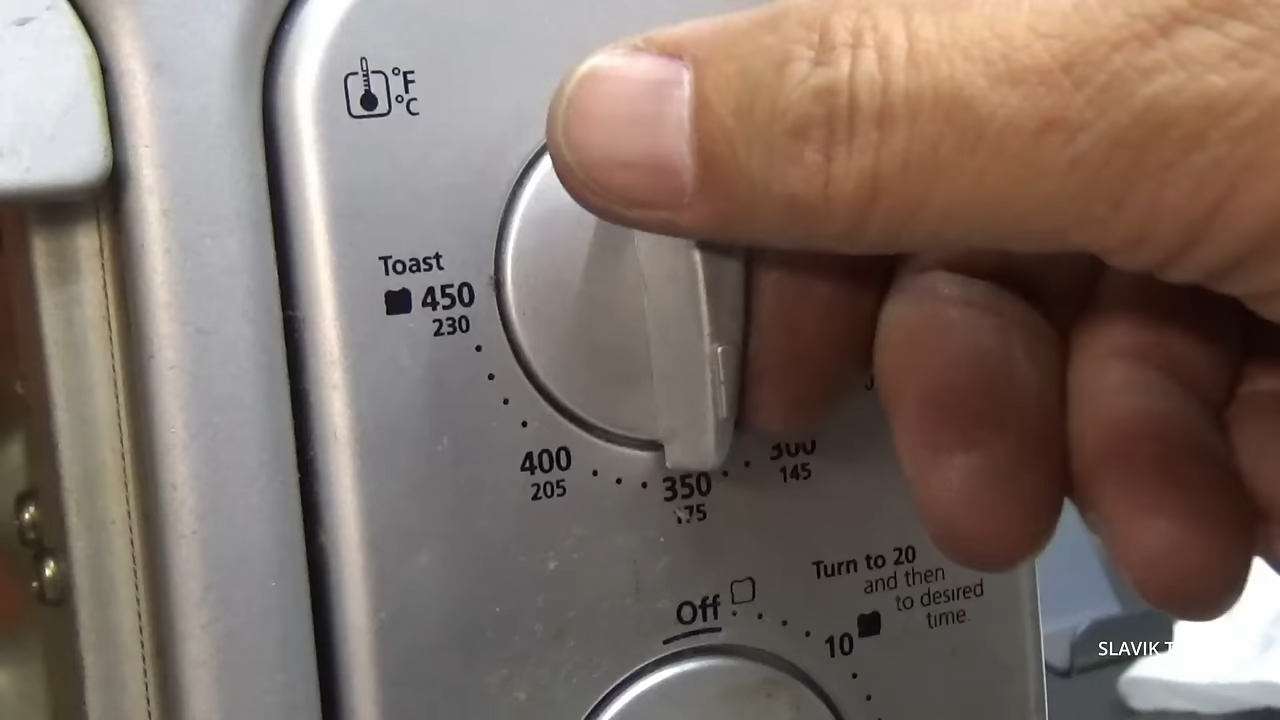 °F
°C
Toast
450
230
400
205
350
175
300
145
Turn to 20
and then
to desired
time.
Off
10
SLAVIK T